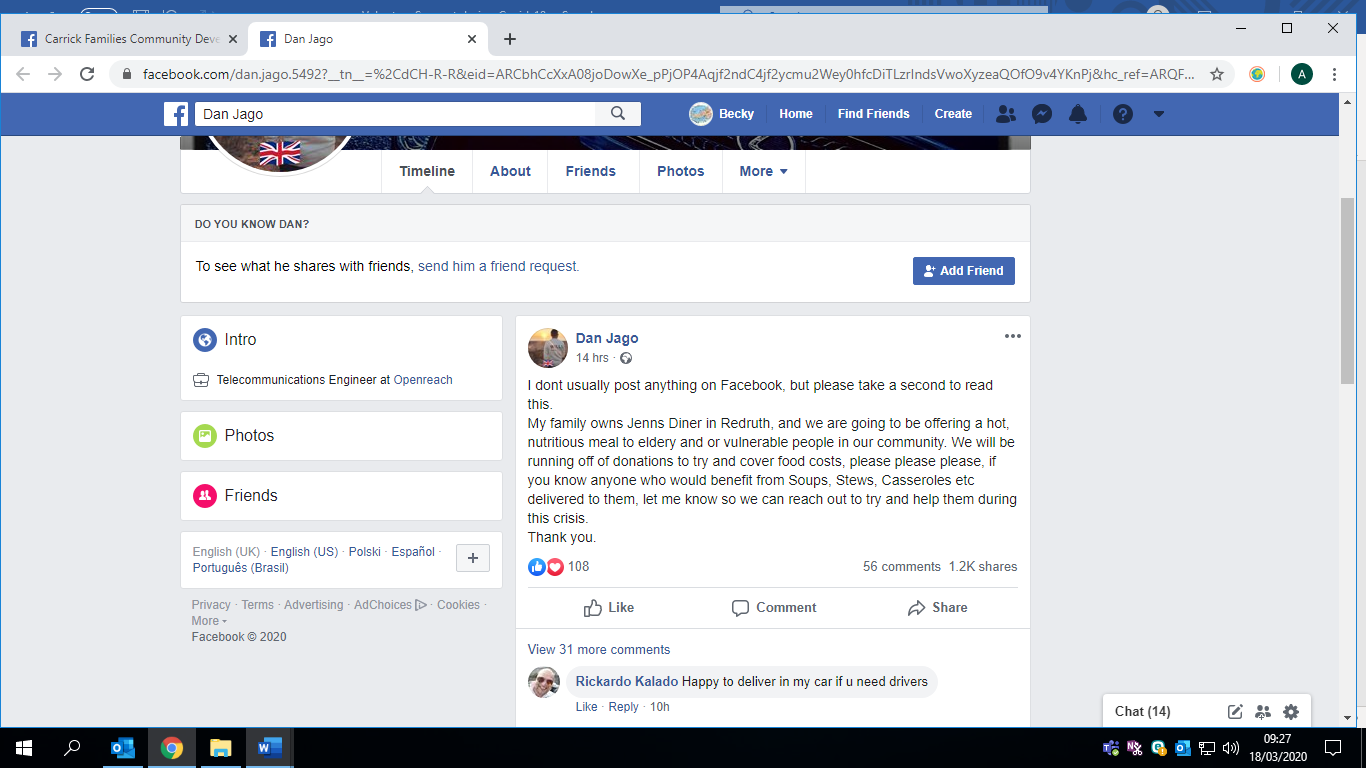 Carrick Families Community Deve
Dan Jago
facebook.com/dan.jago.5492?__tn__=%2CdCH-R-R&eid=ARCbhCcXxA08joDowXe_pPjOP4Aqjf2ndC4jf2ycmu2Wey0hfcDiTLzrIndsVwoXyzeaQOfO9v4YKnPj&hc_ref=ARQF...
A
Dan Jago
Becky
Home
Find Friends
Create
Timeline
About
Friends
Photos
More
DO YOU KNOW DAN?
To see what he shares with friends, send him a friend request.
Add Friend
Intro
Telecommunications Engineer at Openreach
Photos
Friends
English (UK) · English (US) · Polski · Español ·
Português (Brasil)
Privacy · Terms · Advertising · AdChoices · Cookies ·
More
Facebook © 2020
Dan Jago
14 hrs ·
I dont usually post anything on Facebook, but please take a second to read
this.
My family owns Jenns Diner in Redruth, and we are going to be offering a hot,
nutritious meal to eldery and or vulnerable people in our community. We will be
running off of donations to try and cover food costs, please please please, if
you know anyone who would benefit from Soups, Stews, Casseroles etc
delivered to them, let me know so we can reach out to try and help them during
this crisis.
Thank you.
108
56 comments 1.2K shares
Like
Comment
Share
View 31 more comments
Rickardo Kalado Happy to deliver in my car if u need drivers
Like · Reply · 10h
Chat (14)
09:27
18/03/2020